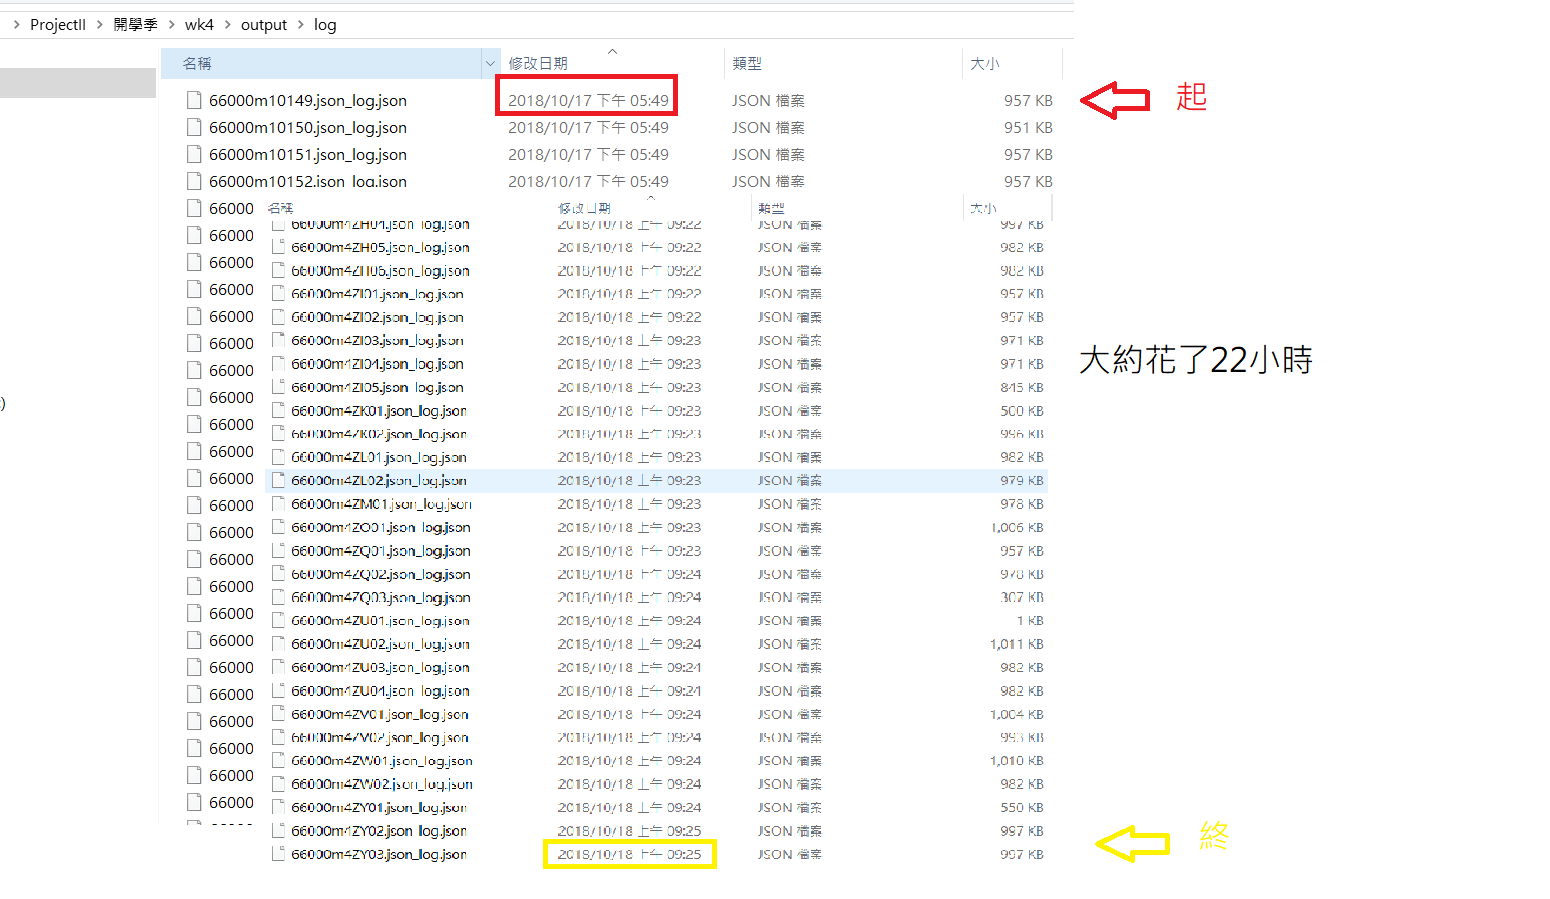 ProjectII > 開學季 > wk4 > output > log
名稱 修改日期 類型 大小
66000m10149.json_log.json 2018/10/17 下午 05:49 JSON 檔案 957 KB 起
66000m10150.json_log.json 2018/10/17 下午 05:49 JSON 檔案 951 KB
66000m10151.json_log.json 2018/10/17 下午 05:49 JSON 檔案 957 KB
66000m10152.json_log.json 2018/10/17 下午 05:49 JSON 檔案 957 KB
66000 名稱 修改日期 類型 大小
66000m4ZH04.json_log.json 2018/10/18 上午 09:22 JSON 檔案 997 KB
66000 66000m4ZH05.json_log.json 2018/10/18 上午 09:22 JSON 檔案 982 KB
66000 66000m4ZH06.json_log.json 2018/10/18 上午 09:22 JSON 檔案 982 KB
66000 66000m4ZI01.json_log.json 2018/10/18 上午 09:22 JSON 檔案 957 KB
66000 66000m4ZI02.json_log.json 2018/10/18 上午 09:22 JSON 檔案 957 KB
66000 66000m4ZI03.json_log.json 2018/10/18 上午 09:23 JSON 檔案 971 KB
66000 66000m4ZI04.json_log.json 2018/10/18 上午 09:23 JSON 檔案 971 KB
大約花了22小時
66000 66000m4ZI05.json_log.json 2018/10/18 上午 09:23 JSON 檔案 845 KB
)
66000 66000m4ZK01.json_log.json 2018/10/18 上午 09:23 JSON 檔案 500 KB
66000 66000m4ZK02.json_log.json 2018/10/18 上午 09:23 JSON 檔案 996 KB
66000 66000m4ZL01.json_log.json 2018/10/18 上午 09:23 JSON 檔案 982 KB
66000 66000m4ZL02.json_log.json 2018/10/18 上午 09:23 JSON 檔案 979 KB
66000 66000m4ZM01.json_log.json 2018/10/18 上午 09:23 JSON 檔案 978 KB
66000 66000m4ZO01.json_log.json 2018/10/18 上午 09:23 JSON 檔案 1,006 KB
66000 66000m4ZQ01.json_log.json 2018/10/18 上午 09:23 JSON 檔案 957 KB
66000 66000m4ZQ02.json_log.json 2018/10/18 上午 09:24 JSON 檔案 978 KB
66000 66000m4ZQ03.json_log.json 2018/10/18 上午 09:24 JSON 檔案 307 KB
66000 66000m4ZU01.json_log.json 2018/10/18 上午 09:24 JSON 檔案 1 KB
66000 66000m4ZU02.json_log.json 2018/10/18 上午 09:24 JSON 檔案 1,011 KB
66000 66000m4ZU03.json_log.json 2018/10/18 上午 09:24 JSON 檔案 982 KB
66000 66000m4ZU04.json_log.json 2018/10/18 上午 09:24 JSON 檔案 982 KB
66000 66000m4ZV01.json_log.json 2018/10/18 上午 09:24 JSON 檔案 1,004 KB
66000 66000m4ZV02.json_log.json 2018/10/18 上午 09:24 JSON 檔案 993 KB
66000m4ZW01.json_log.json 2018/10/18 上午 09:24 JSON 檔案 1,010 KB
66000 66000m4ZW02.json_log.json 2018/10/18 上午 09:24 JSON 檔案 982 KB
66000m4ZY01.json_log.json 2018/10/18 上午 09:24 JSON 檔案 550 KB
66000m4ZY02.json_log.json 2018/10/18 上午 09:25 JSON 檔案 997 KB 終
66000m4ZY03.json_log.json 2018/10/18 上午 09:25 JSON 檔案 997 KB